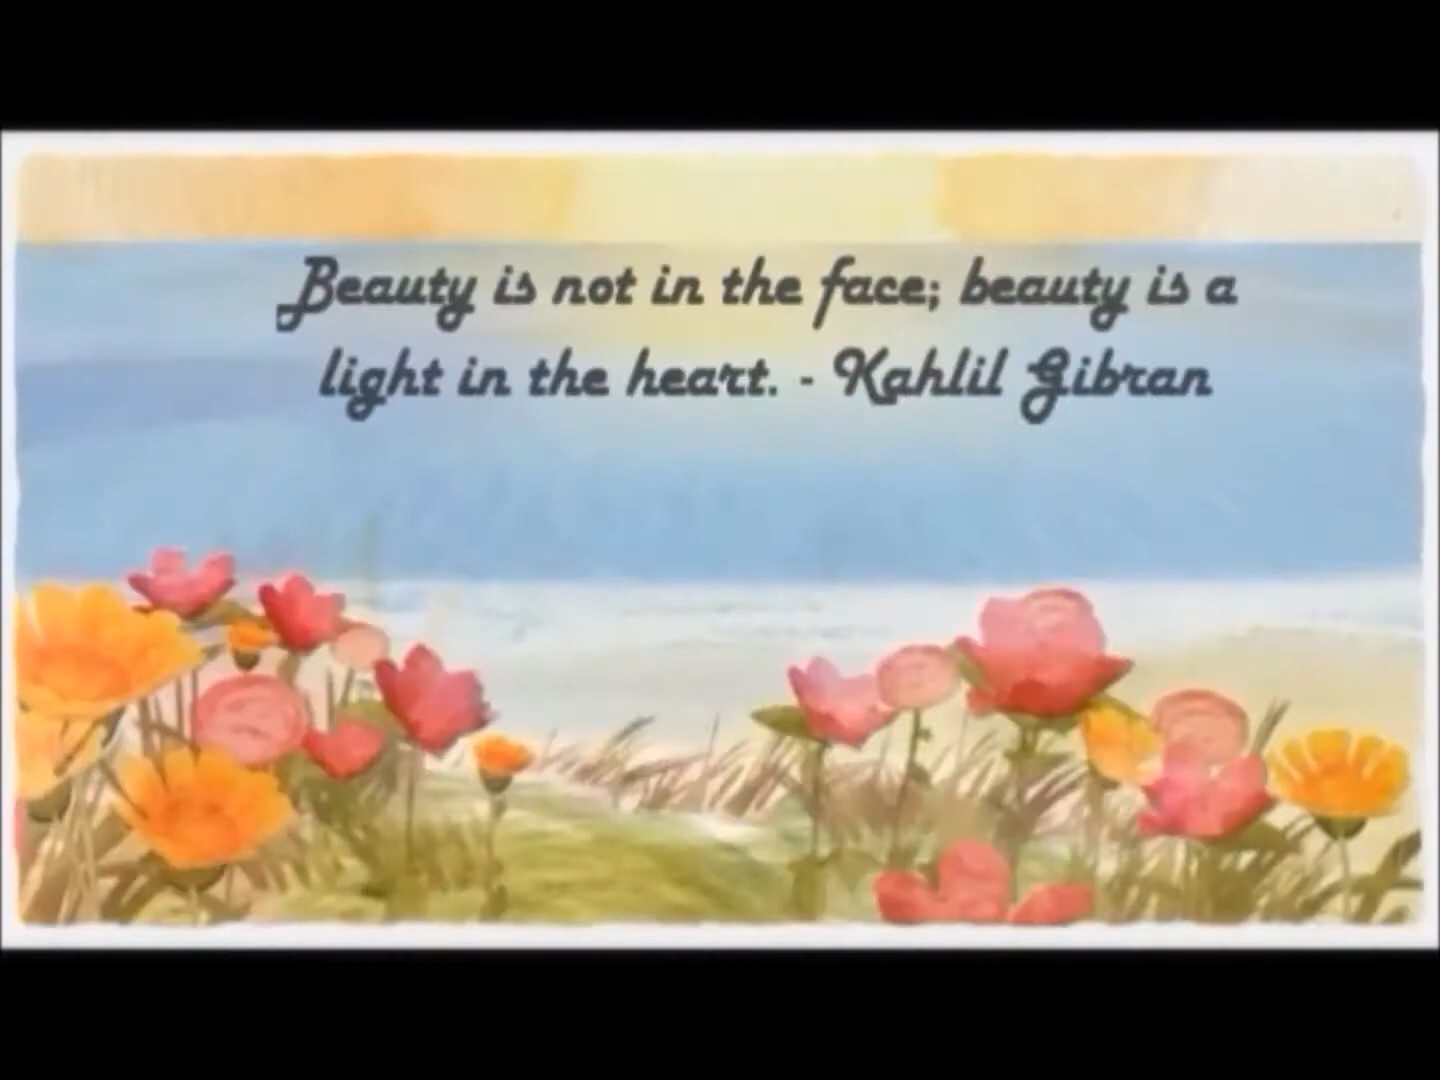 Beauty is not in the face; beauty is a
light in the heart. - Kahlil Gibran